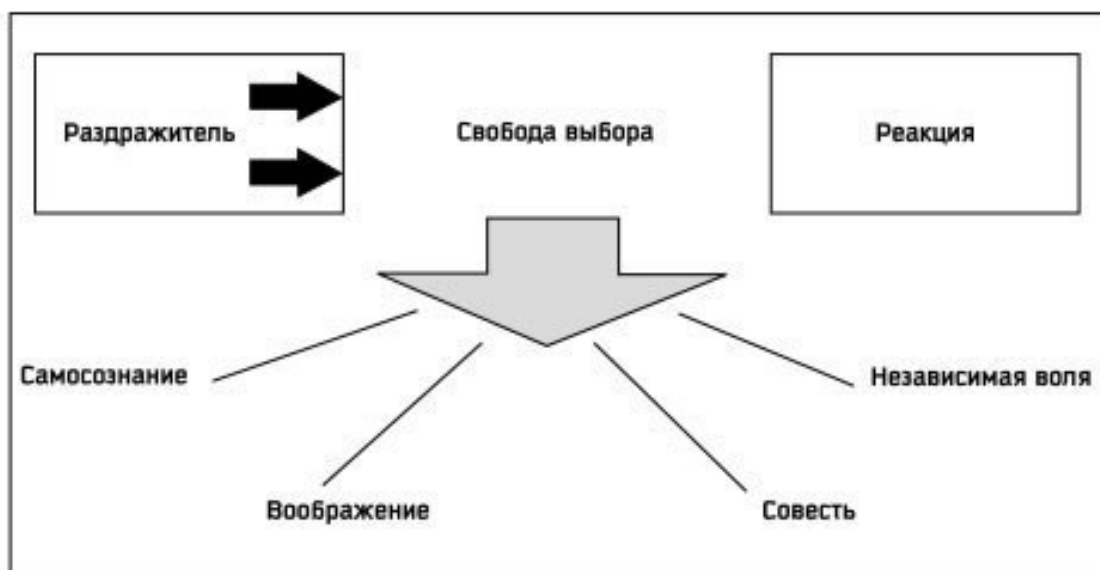 Раздражитель
Свобода выбора
Реакция
Самосознание
Независимая воля
Воображение
Совесть